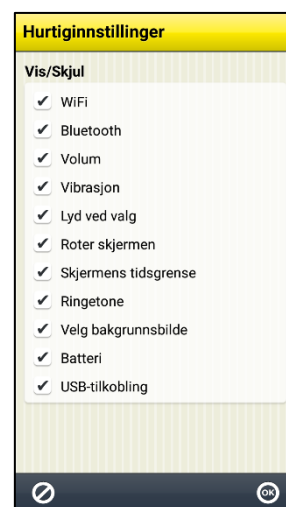 Hurtiginnstillinger
Vis/Skjul
WiFi
Bluetooth
Volum
Vibrasjon
Lyd ved valg
Roter skjermen
Skjermens tidsgrense
Ringetone
Velg bakgrunnsbilde
Batteri
USB-tilkobling
OK